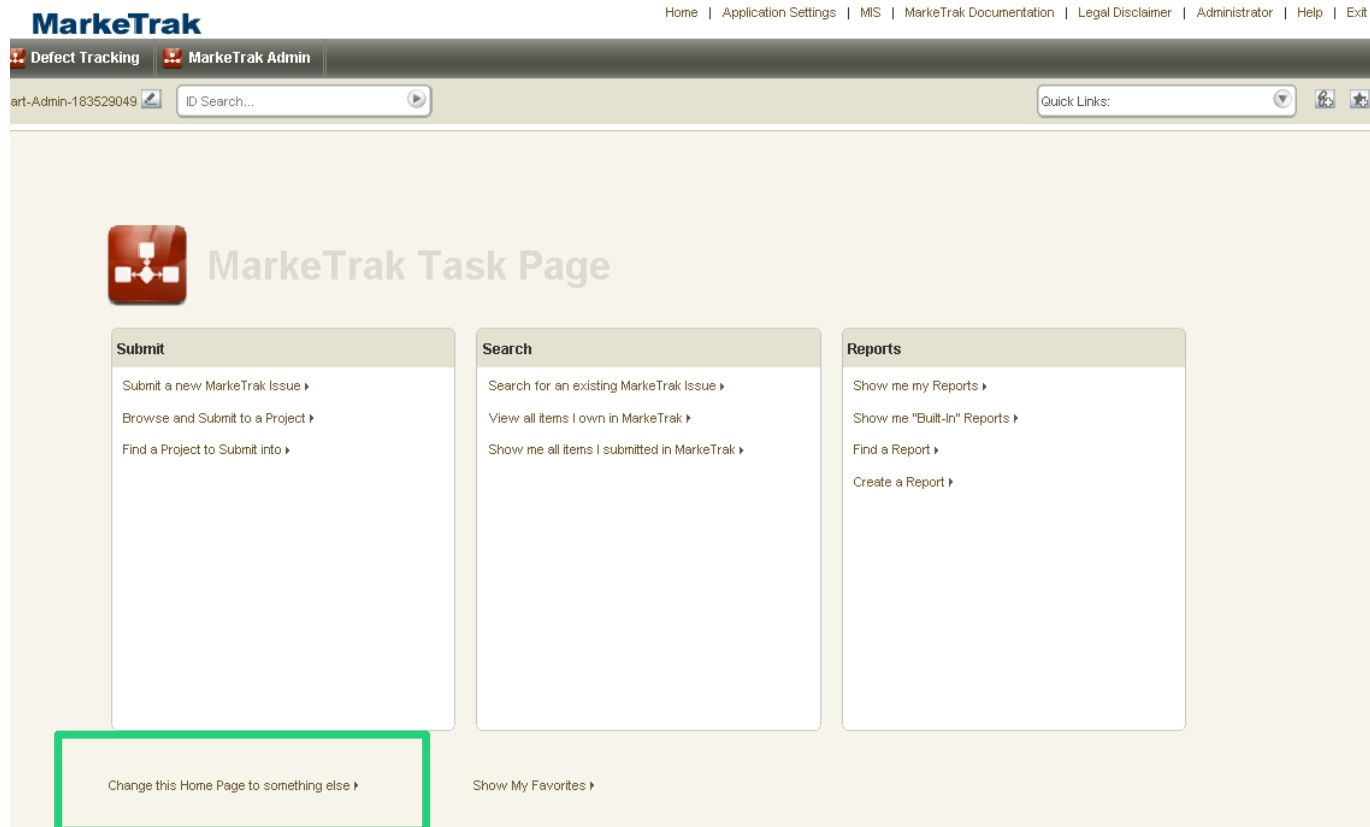 MarkeTrak
Home | Application Settings | MIS | MarkeTrak Documentation | Legal Disclaimer | Administrator | Help | Exit
Defect Tracking MarkeTrak Admin
art-Admin-183529049 ID Search... Quick Links:
MarkeTrak Task Page
Submit
Submit a new MarkeTrak Issue
Browse and Submit to a Project
Find a Project to Submit into
Search
Search for an existing MarkeTrak Issue
View all items I own in MarkeTrak
Show me all items I submitted in MarkeTrak
Reports
Show me my Reports
Show me "Built-In" Reports
Find a Report
Create a Report
Change this Home Page to something else
Show My Favorites